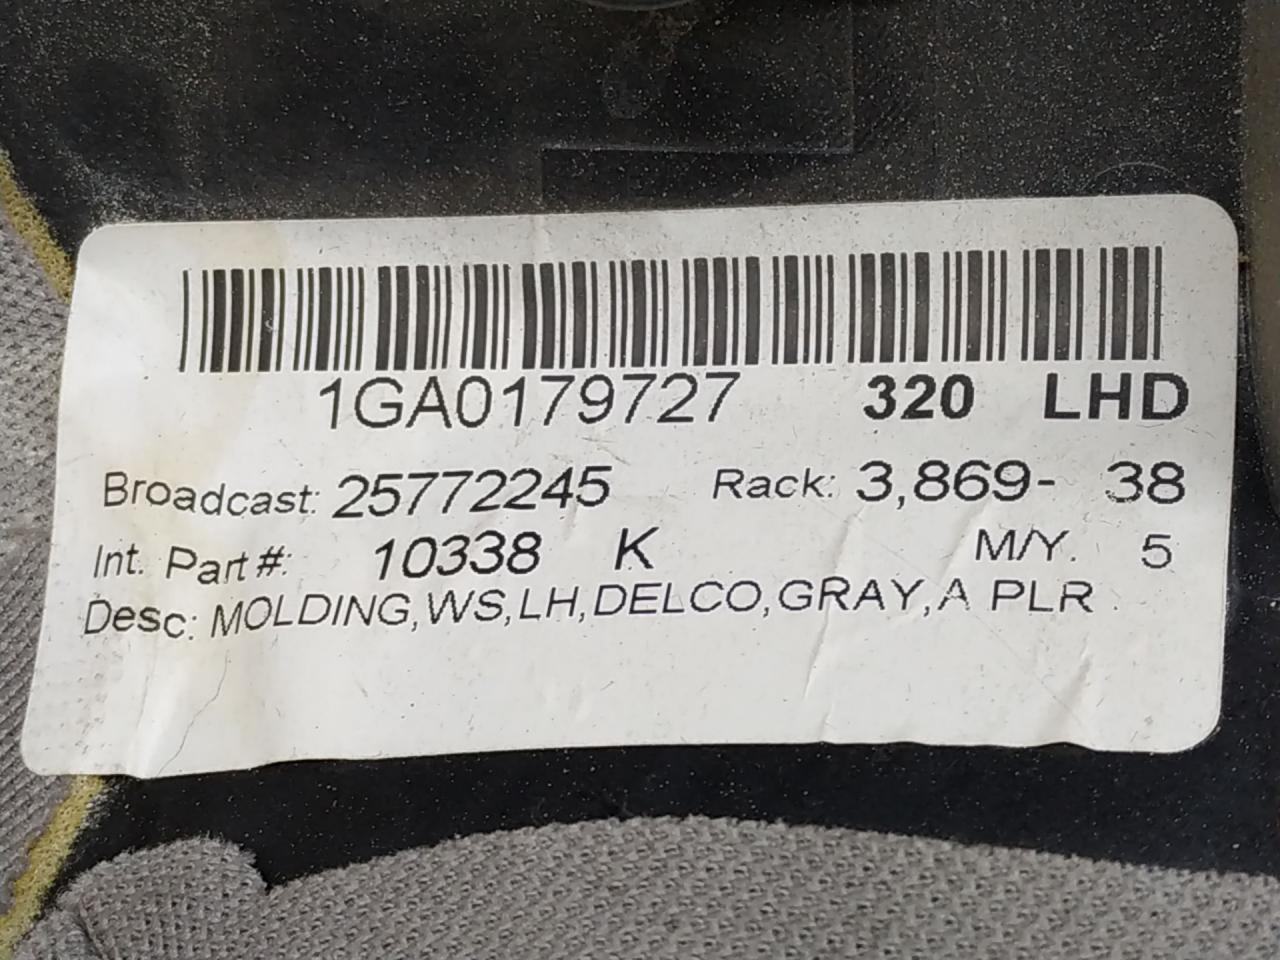 1GA0179727 320 LHD
Broadcast: 25772245 Rack: 3,869- 38
Int. Part #: 10338 K M/Y. 5
Desc: MOLDING,WS,LH,DELCO,GRAY,A PLR